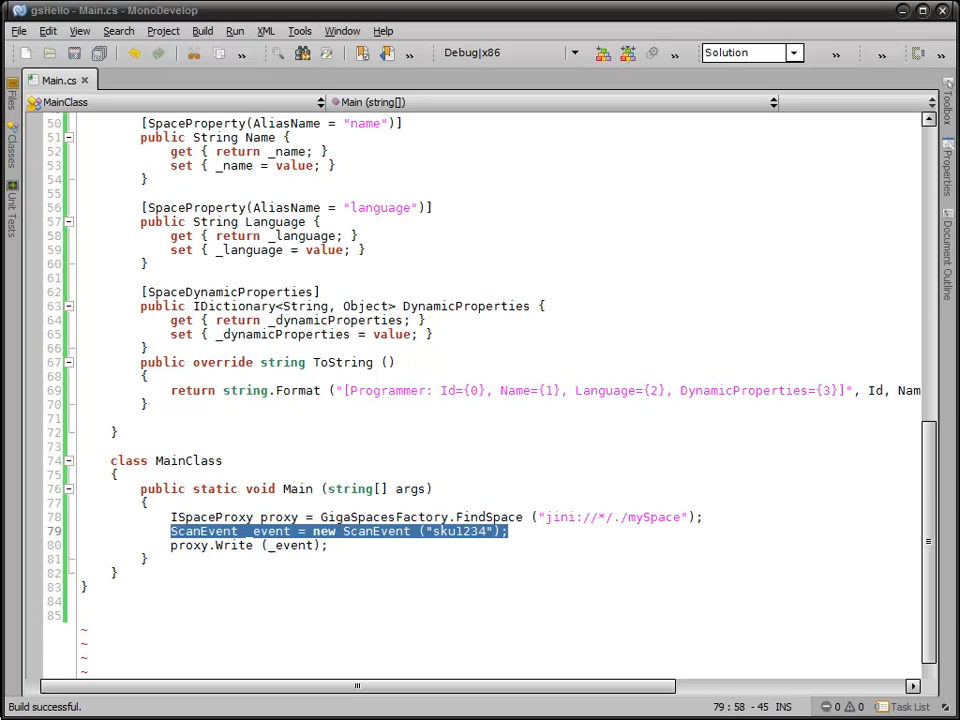 gsHello - Main.cs - MonoDevelop
File Edit View Search Project Build Run XML Tools Window Help
» » Debug|x86 » Solution » »
Main.cs
MainClass Main (string[])
50 [SpaceProperty(AliasName = "name")]
51 public String Name {
52 get { return _name; }
53 set { _name = value; }
54 }
55
56 [SpaceProperty(AliasName = "language")]
57 public String Language {
58 get { return _language; }
59 set { _language = value; }
60 }
61
62 [SpaceDynamicProperties]
63 public IDictionary<String, Object> DynamicProperties {
64 get { return _dynamicProperties; }
65 set { _dynamicProperties = value; }
66 }
67 public override string ToString ()
68 {
69 return string.Format ("[Programmer: Id={0}, Name={1}, Language={2}, DynamicProperties={3}]", Id, Nam
70 }
71
72 }
73
74 class MainClass
75 {
76 public static void Main (string[] args)
77 {
78 ISpaceProxy proxy = GigaSpacesFactory.FindSpace ("jini://*/./mySpace");
79 ScanEvent _event = new ScanEvent ("sku1234");
80 proxy.Write (_event);
81 }
82 }
83 }
84
85
~
~
~
~
Files
Classes
Unit Tests
Toolbox
Properties
Document Outline
Build successful. 79 : 58 - 45 INS 0 0 Task List